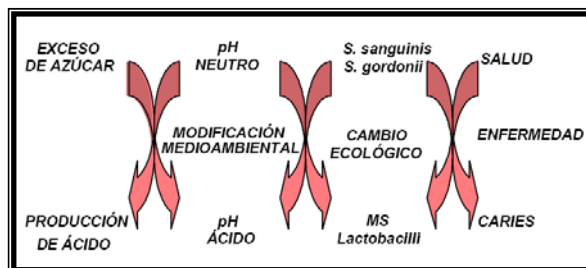 EXCESO
DE AZÚCAR
pH
NEUTRO
S. sanguinis
S. gordonii
SALUD
MODIFICACIÓN
MEDIOAMBIENTAL
CAMBIO
ECOLÓGICO
ENFERMEDAD
PRODUCCIÓN
DE ÁCIDO
pH
ÁCIDO
MS
Lactobacilli
CARIES